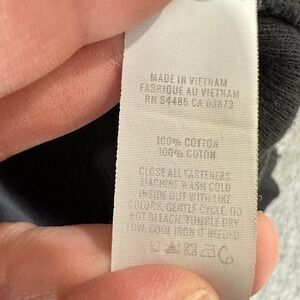 MADE IN VIETNAM
FABRIQUE AU VIETNAM
RN 54485 CA 03873
100% COTTON
100% COTON
CLOSE ALL FASTENERS
MACHINE WASH COLD
INSIDE OUT WITH LIKE
COLORS, GENTLE CYCLE, DO
NOT BLEACH TUMBLE DRY
LOW, COOL IRON IF NEEDED